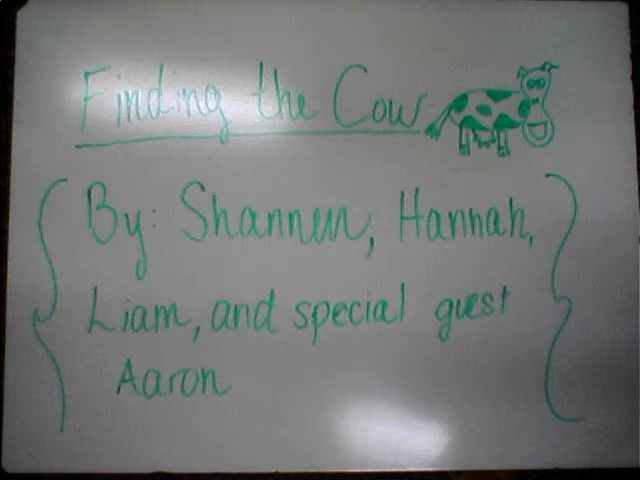 Finding the Cow
By: Shannen, Hannah,
Liam, and special guest
Aaron